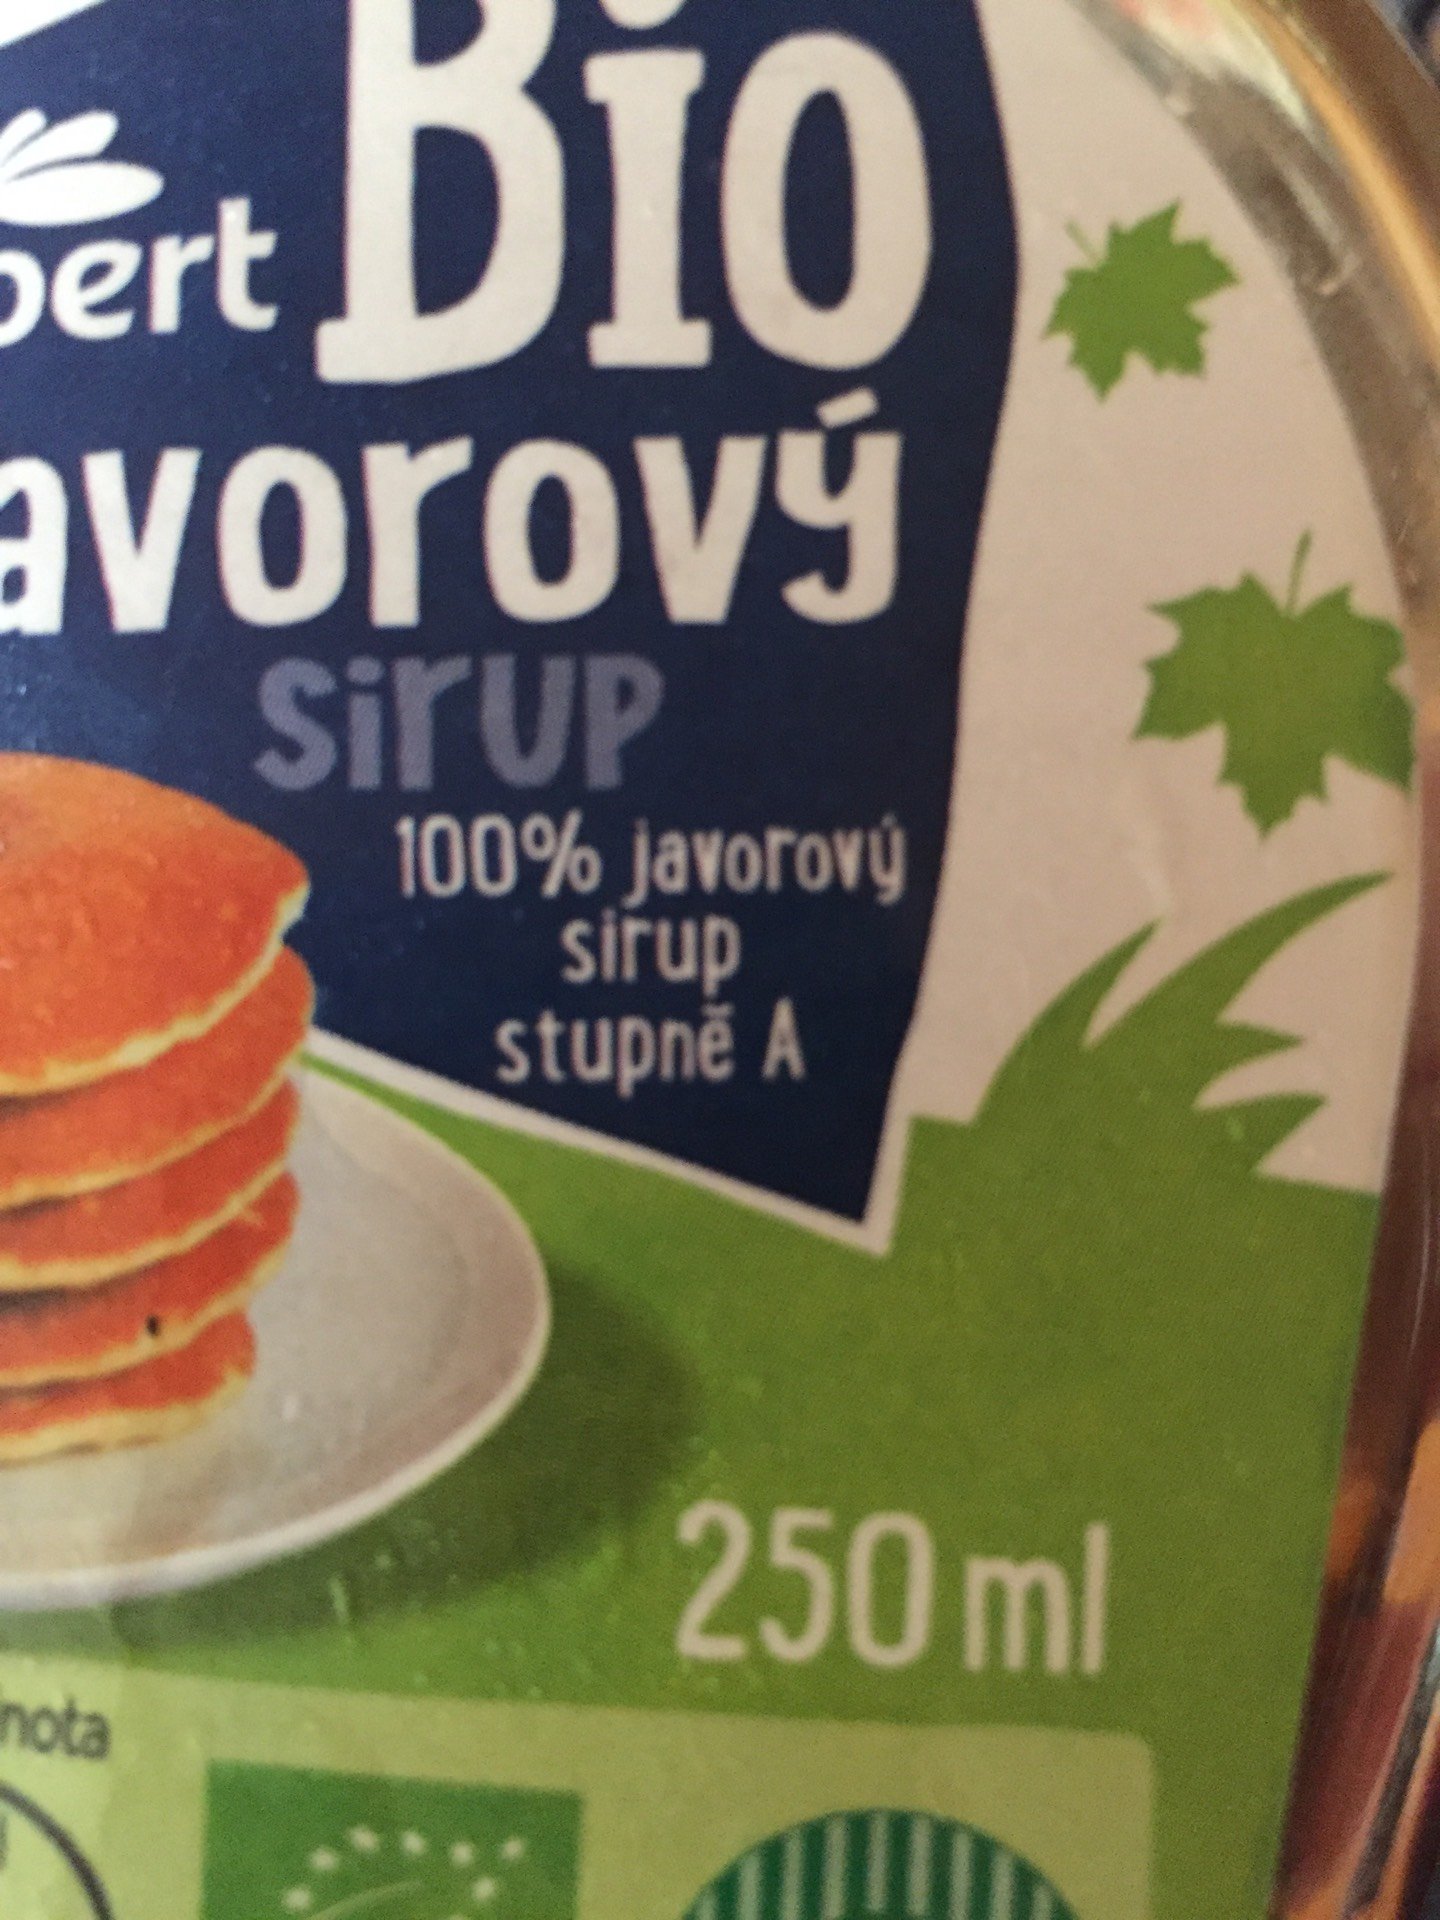 Bio
bert
avorový
sirup
100% javorový
sirup
stupně A
250 ml
nota